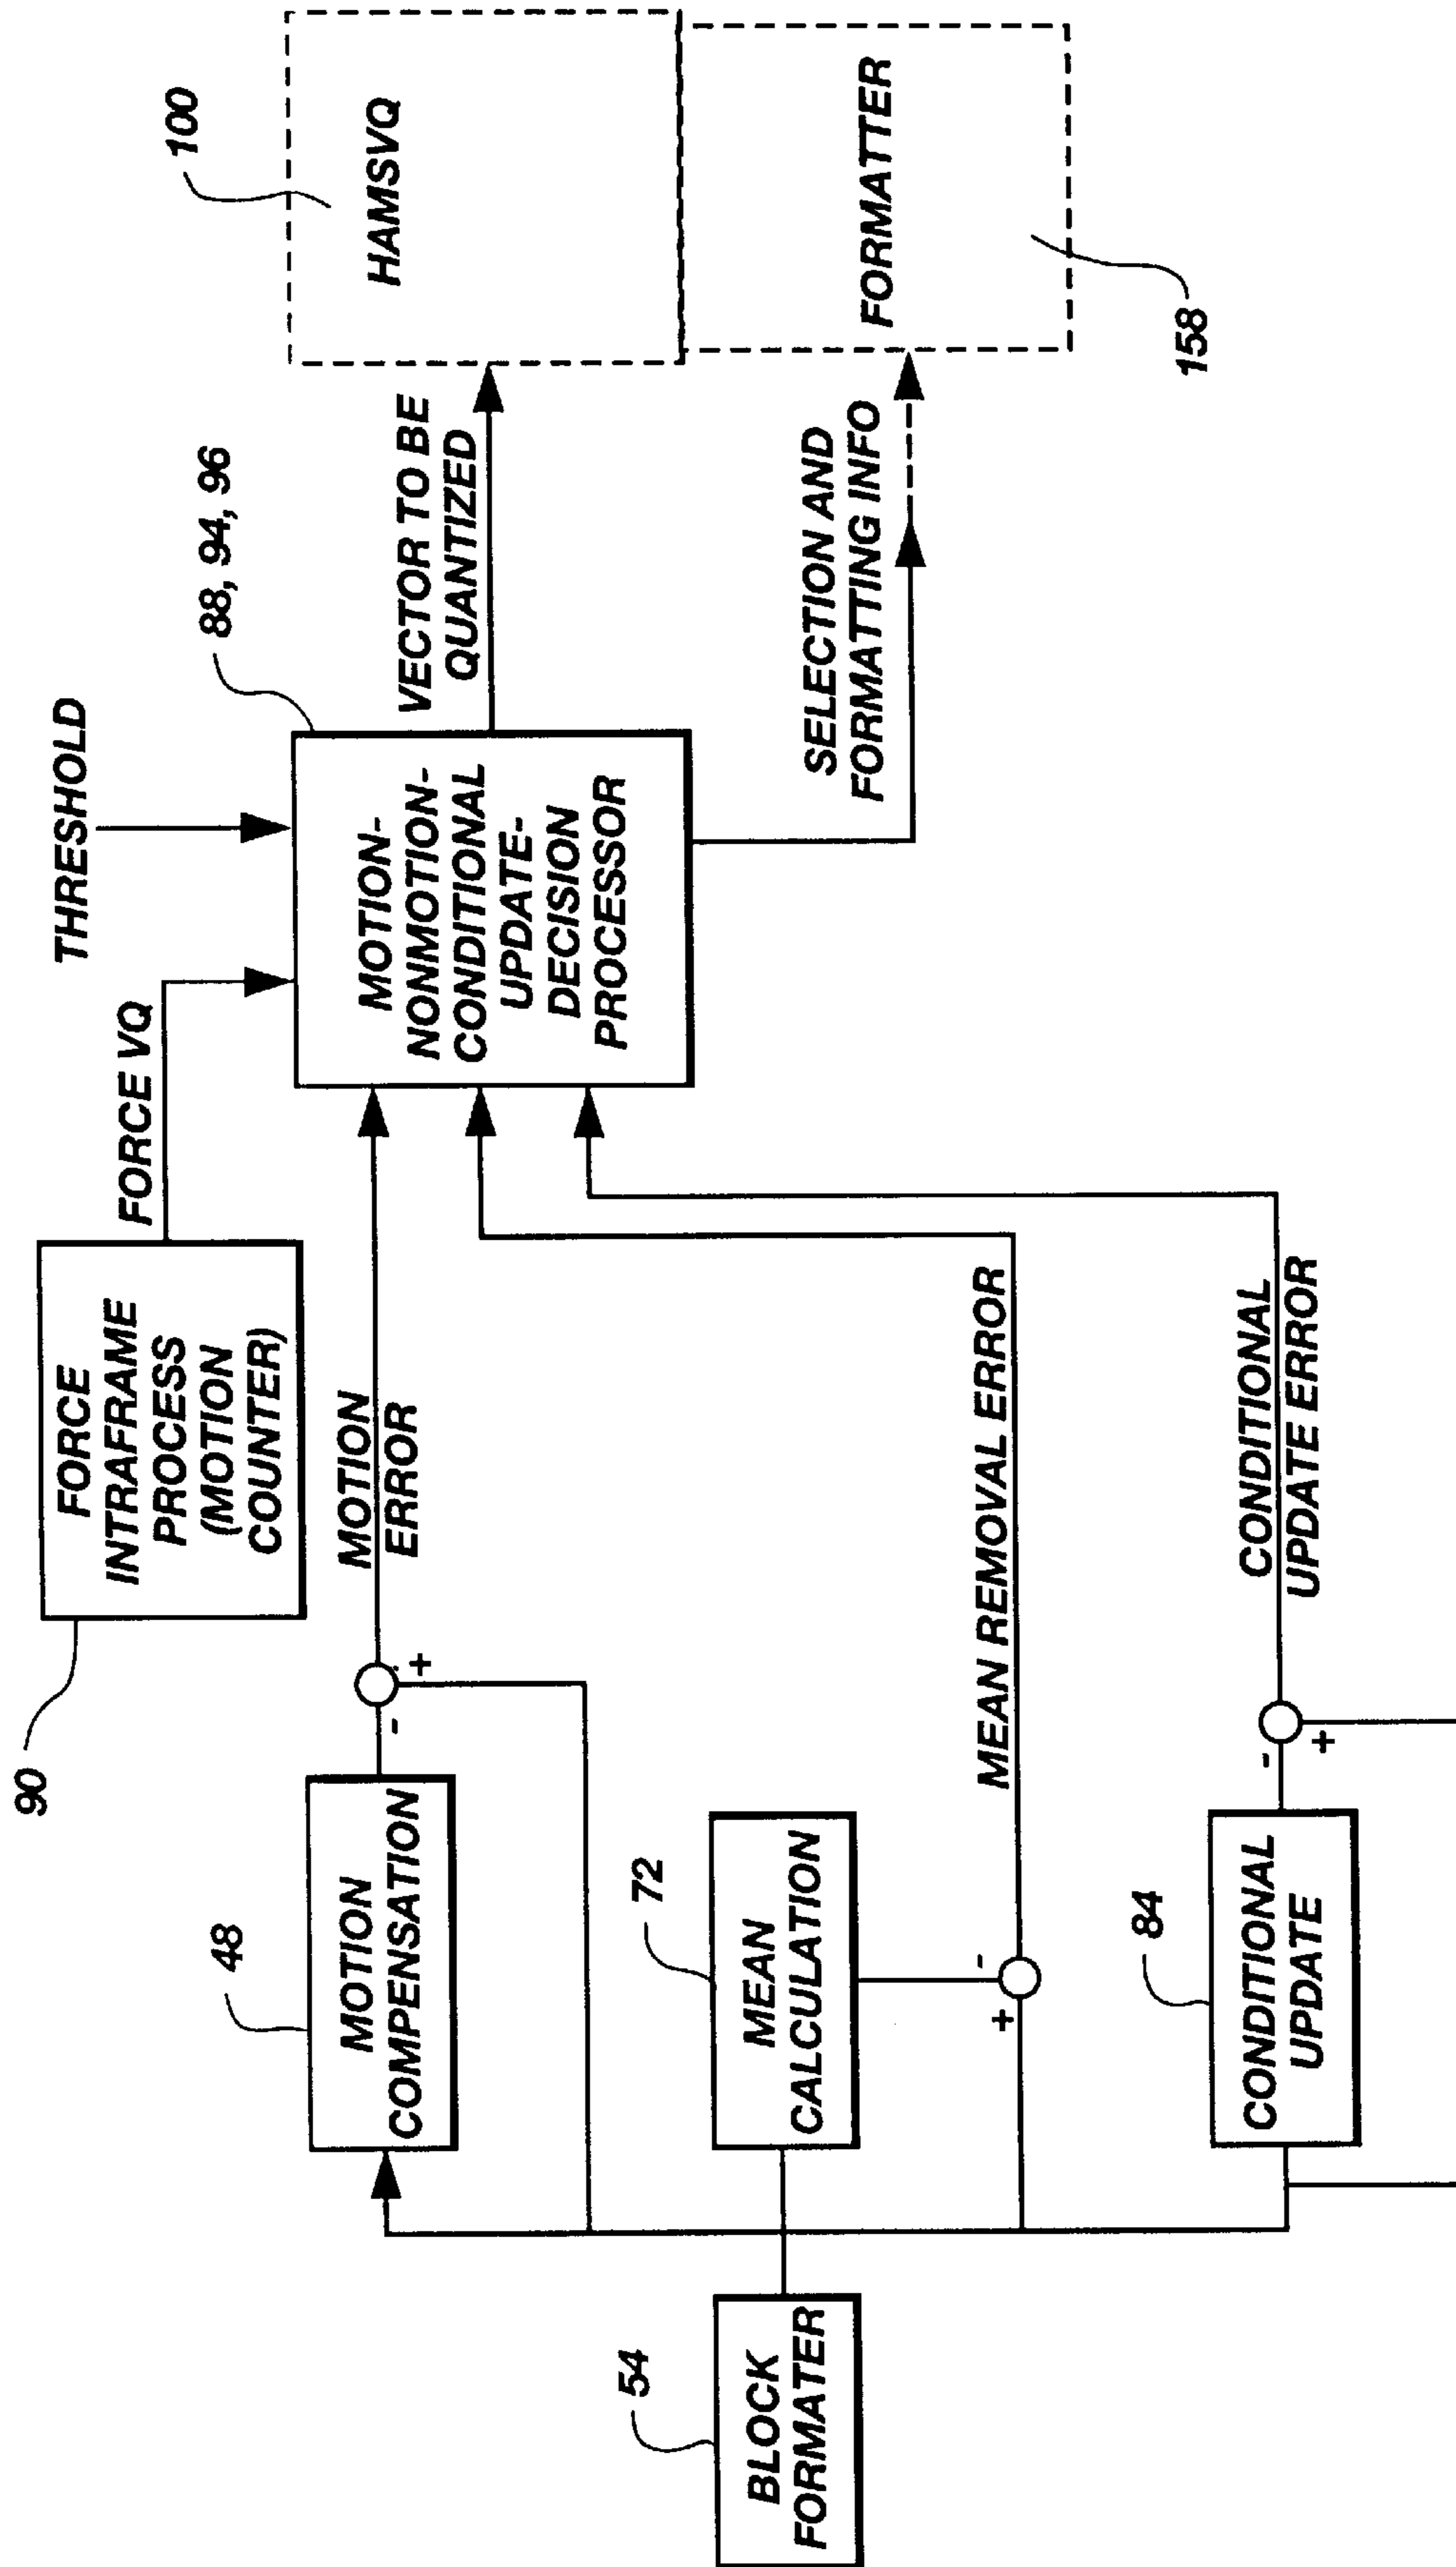 90
FORCE
INTRAFRAME
PROCESS
(MOTION
COUNTER)
FORCE VQ
THRESHOLD
48
MOTION
COMPENSATION
-
+
MOTION
ERROR
88, 94, 96
MOTION-
NONMOTION-
CONDITIONAL
UPDATE-
DECISION
PROCESSOR
VECTOR TO BE
QUANTIZED
100
HAMSVQ
54
BLOCK
FORMATER
72
MEAN
CALCULATION
+
-
MEAN REMOVAL ERROR
SELECTION AND
FORMATTING INFO
FORMATTER
158
84
CONDITIONAL
UPDATE
-
+
CONDITIONAL
UPDATE ERROR